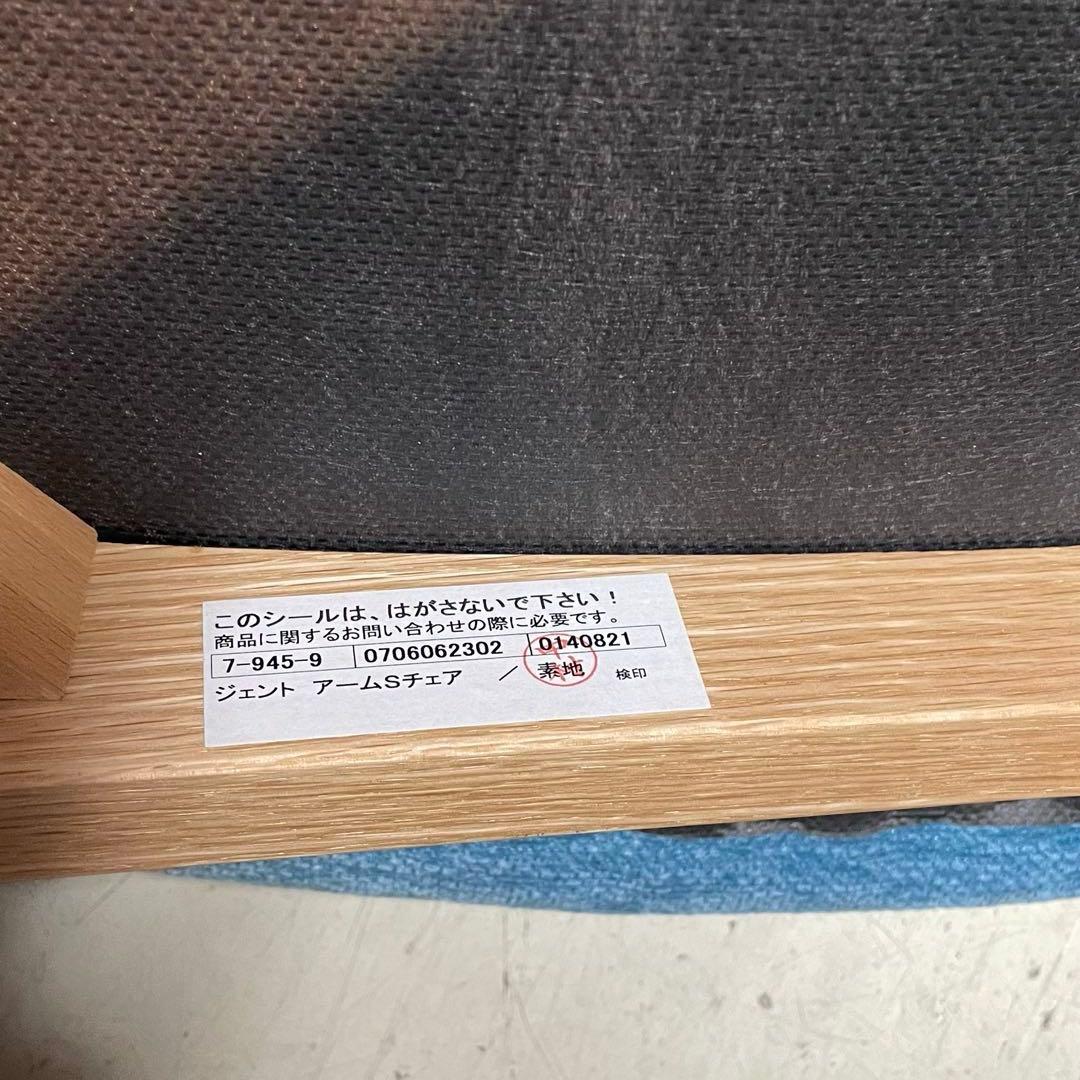 このシールは、はがさないで下さい！
商品に関するお問い合わせの際に必要です。
7-945-9 0706062302 0140821
ジェント アームSチェア ／ 素地 検印